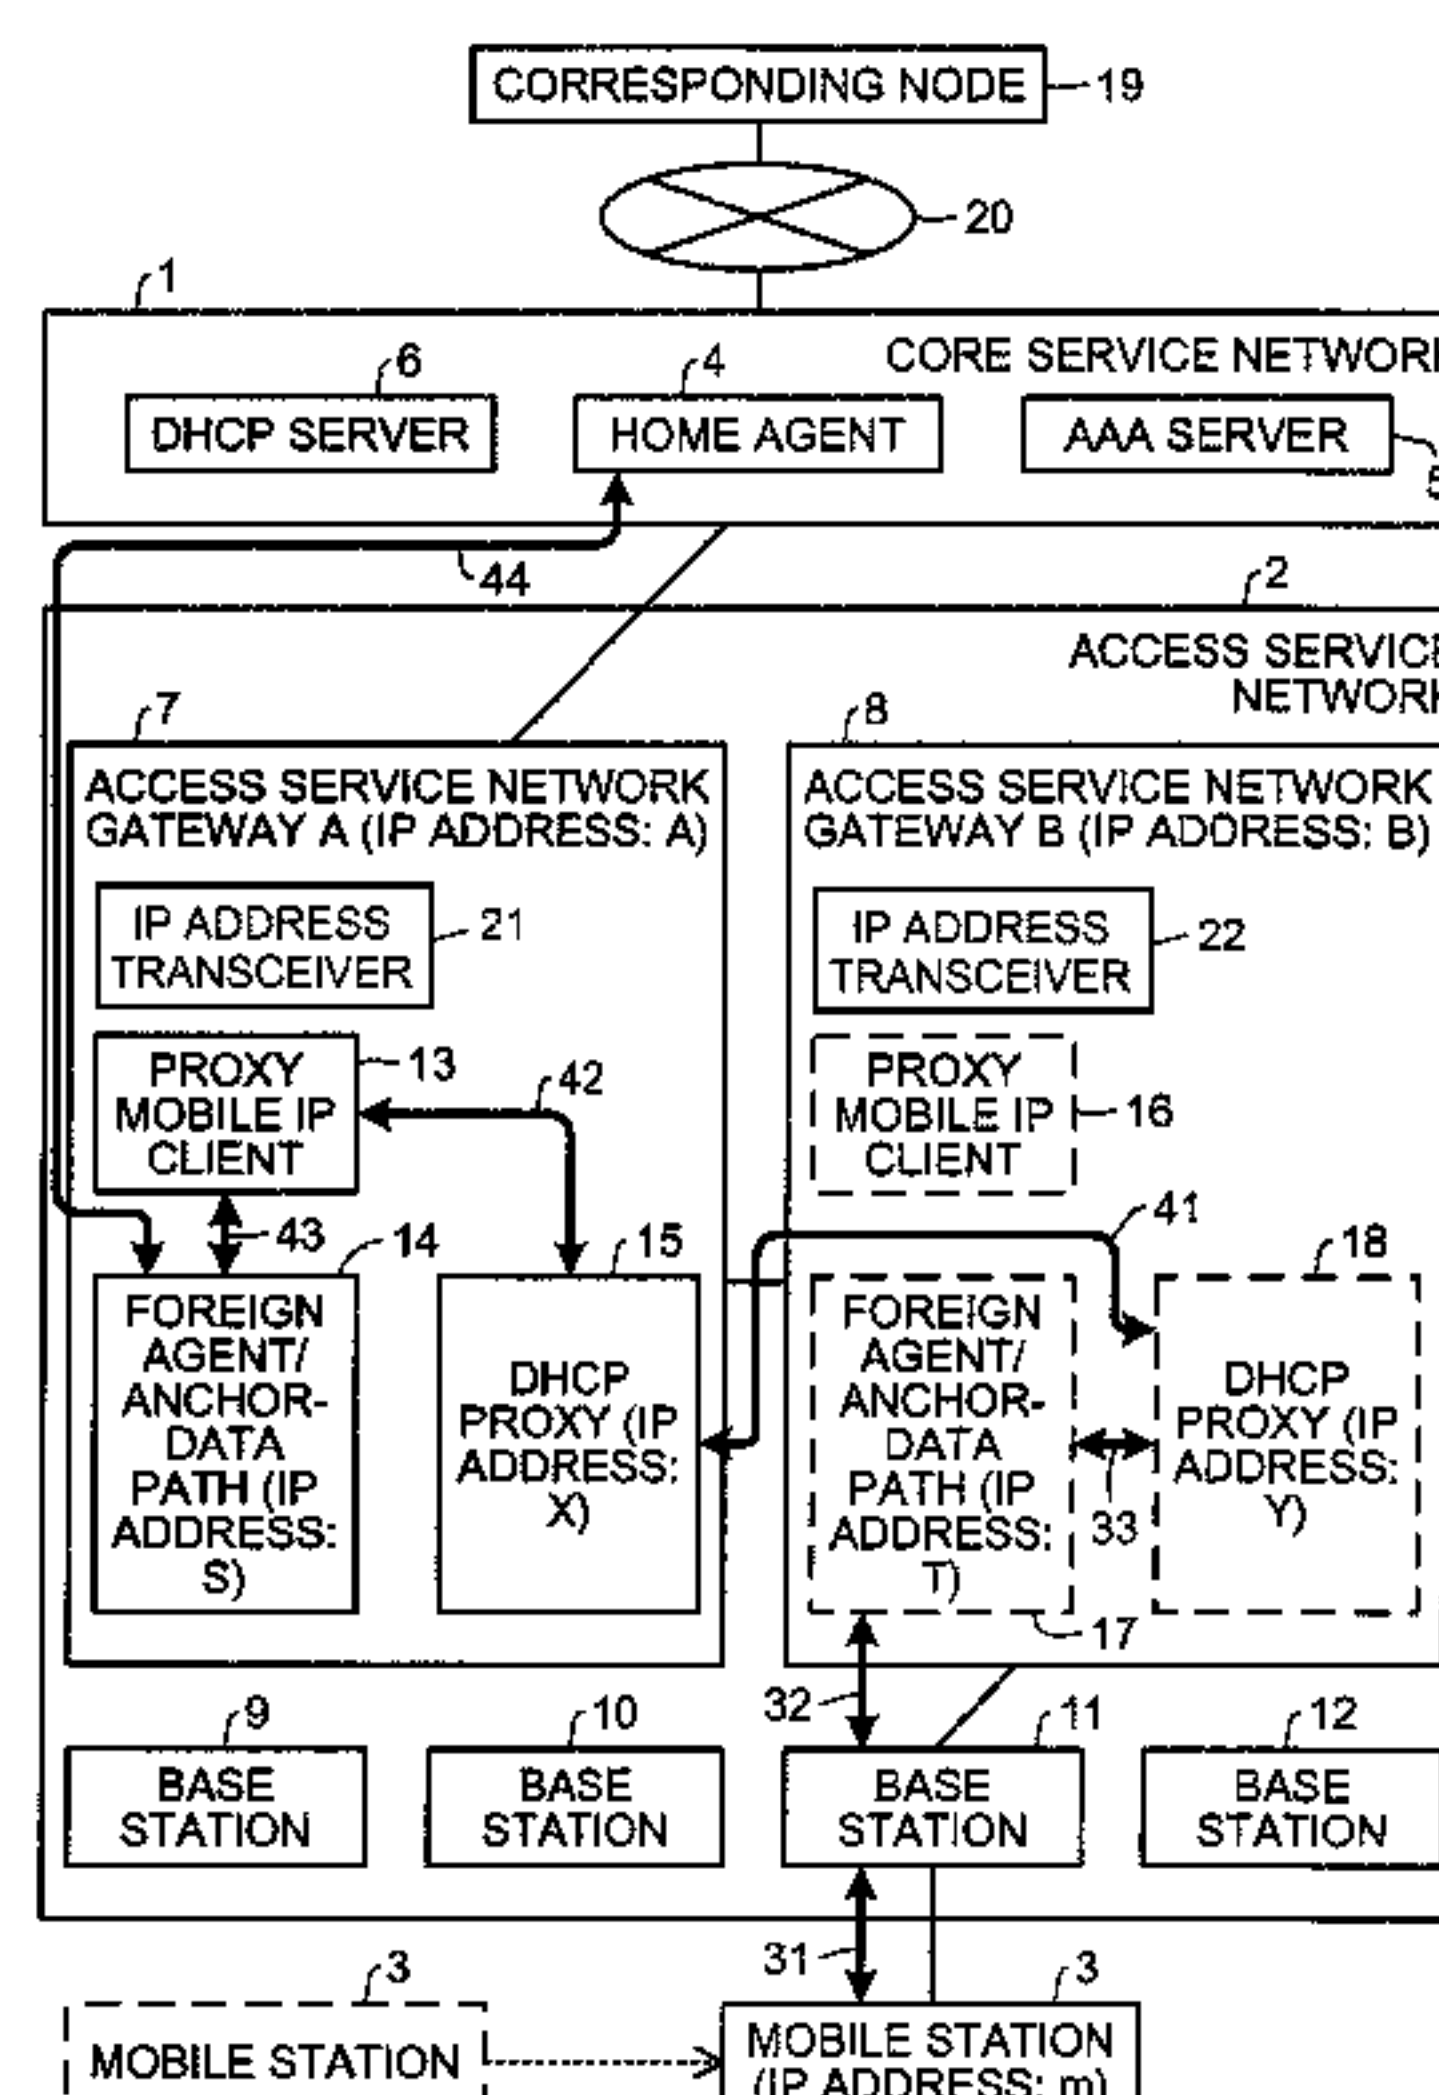 CORRESPONDING NODE
19
20
1
CORE SERVICE
6
4
DHCP SERVER
HOME AGENT
AAA SERVER
44
2
ACCESS
7
8
ACCESS SERVICE NETWORK
GATEWAY A (IP ADDRESS: A)
ACCESS SERVICE NETWORK
GATEWAY B (IP ADDRESS: B)
IP ADDRESS
TRANSCEIVER
21
IP ADDRESS
TRANSCEIVER
22
PROXY
MOBILE IP
CLIENT
13
42
PROXY
MOBILE IP
CLIENT
16
41
43
14
15
18
FOREIGN
AGENT/
ANCHOR-
DATA
PATH (IP
ADDRESS:
S)
DHCP
PROXY (IP
ADDRESS:
X)
FOREIGN
AGENT/
ANCHOR-
DATA
PATH (IP
ADDRESS:
T)
33
DHCP
PROXY (IP
ADDRESS:
Y)
17
32
9
10
11
12
BASE
STATION
BASE
STATION
BASE
STATION
BASE
STATION
31
3
3
MOBILE STATION
MOBILE STATION
(IP ADDRESS: m)